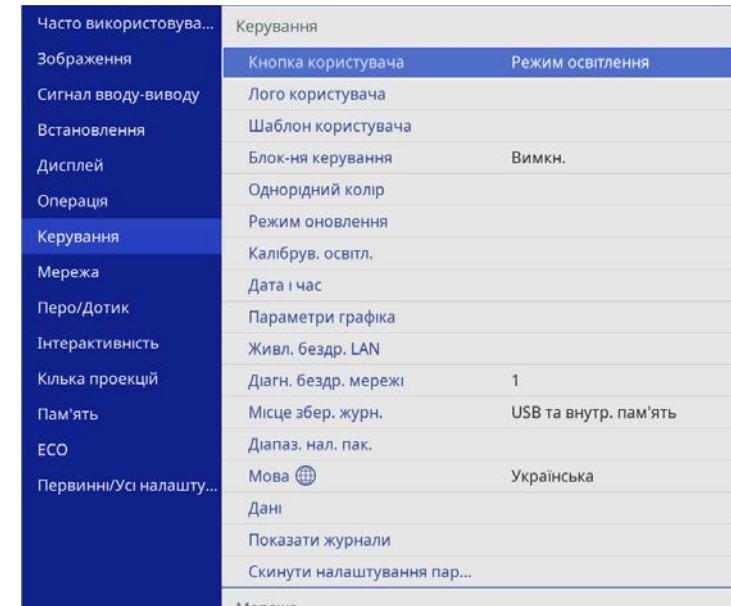 Часто використовува...
Зображення
Сигнал вводу-виводу
Встановлення
Дисплей
Операція
Керування
Мережа
Перо/Дотик
Інтерактивність
Кілька проекцій
Пам'ять
ECO
Первинні/Усі налашту...
Керування
Кнопка користувача Режим освітлення
Лого користувача
Шаблон користувача
Блок-ня керування Вимкн.
Однорідний колір
Режим оновлення
Калібрув. освітл.
Дата і час
Параметри графіка
Живл. бездр. LAN
Діагн. бездр. мережі 1
Місце збер. журн. USB та внутр. пам'ять
Діапаз. нал. пак.
Мова Українська
Дані
Показати журнали
Скинути налаштування пар...
Мережа